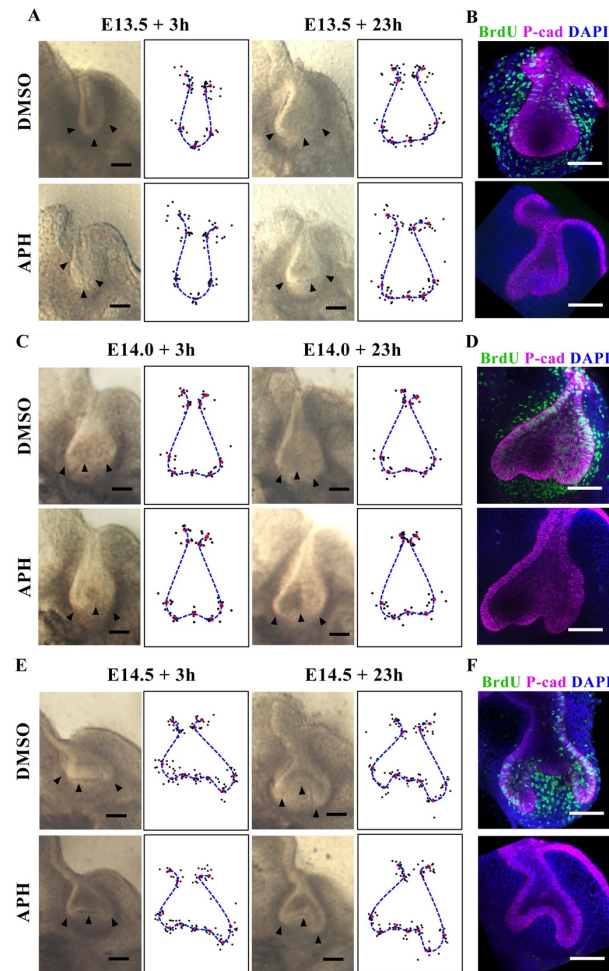 A
E13.5 + 3h E13.5 + 23h
B
BrdU P-cad DAPI
DMSO
APH
C
E14.0 + 3h E14.0 + 23h
D
BrdU P-cad DAPI
DMSO
APH
E
E14.5 + 3h E14.5 + 23h
F
BrdU P-cad DAPI
DMSO
APH